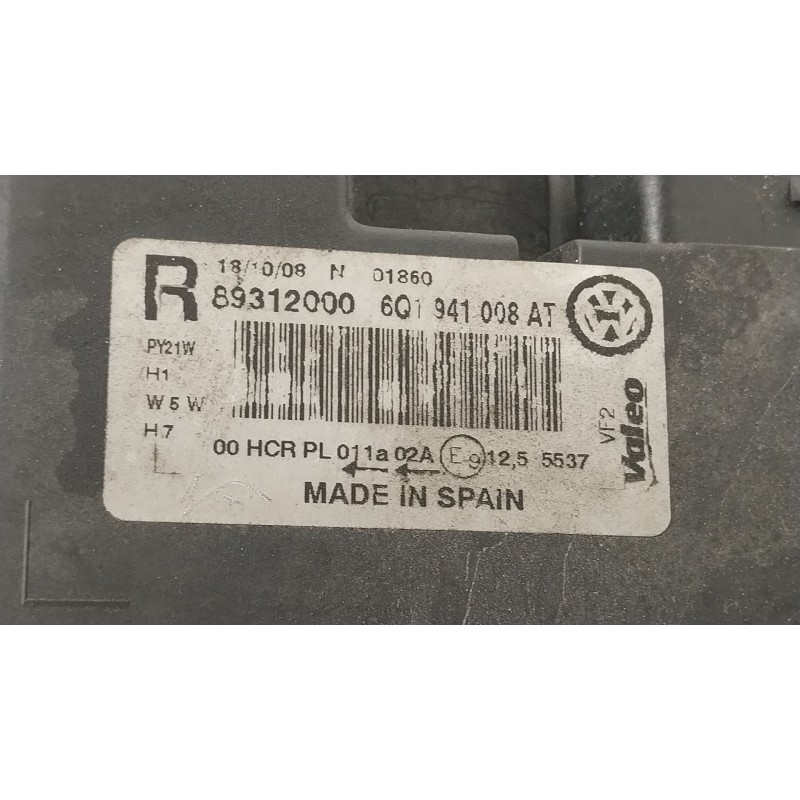 R 18/10/08 N 01860
89312000 6Q1 941 008 AT
PY21W
H1
W 5 W
H.7
00 HCR PL 011a 02A E9 12,5 5537
MADE IN SPAIN
VF2
Valeo